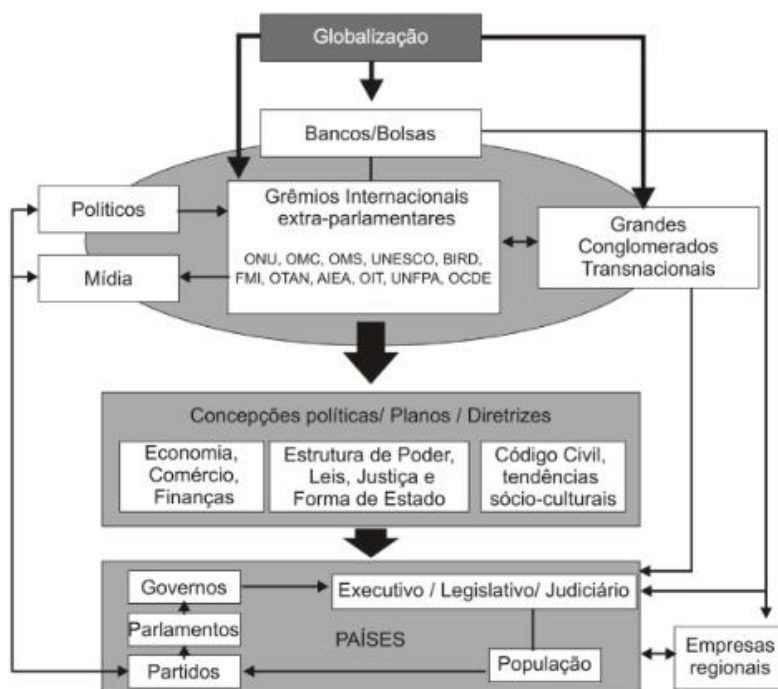 Globalização
Bancos/Bolsas
Politicos
Grêmios Internacionais
extra-parlamentares
Grandes
Conglomerados
Transnacionais
Mídia
ONU, OMC, OMS, UNESCO, BIRD,
FMI, OTAN, AIEA, OIT, UNFPA, OCDE
Concepções políticas/ Planos / Diretrizes
Economia,
Comércio,
Finanças
Estrutura de Poder,
Leis, Justiça e
Forma de Estado
Código Civil,
tendências
sócio-culturais
Governos
Executivo / Legislativo/ Judiciário
Parlamentos
PAÍSES
Partidos
População
Empresas
regionais